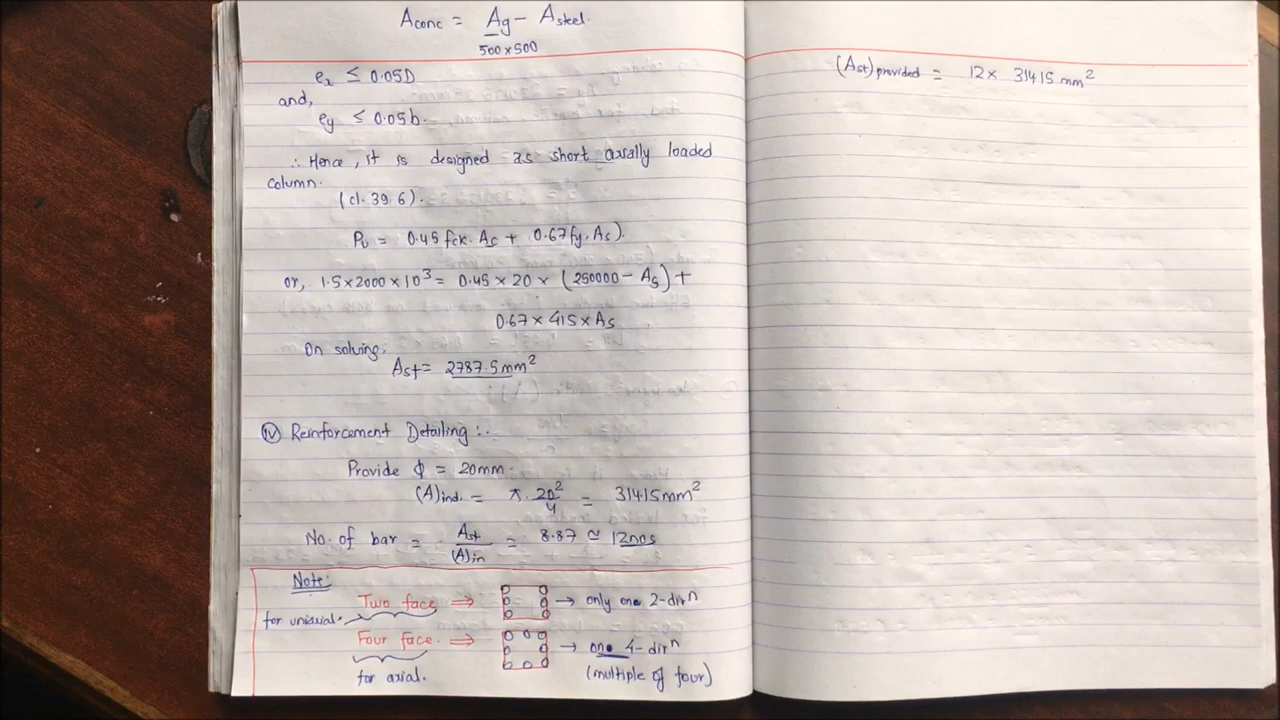 Aconc = Ag - Asteel.
500 x 500
ex ≤ 0.05D
and,
ey ≤ 0.05b.
∴ Hence, it is designed as short axially loaded
column.
(cl. 39.6).
Pu = 0.45 fck. Ac + 0.67fy. As).
or, 1.5 x 2000 x 10³ = 0.45 x 20 x (250000 - As) +
0.67 x 415 x As
On solving,
Ast = 2787.5mm²
(iv) Reinforcement Detailing :-
Provide φ = 20mm.
(A)ind. = π. 20²/4 = 314.15mm²
No. of bar = Ast/(A)in = 8.87 ≃ 12nos
Note:
for uniaxial. Two face ⇒ → only one 2-dirⁿ
Four face. ⇒ → one 4-dirⁿ
for axial. (multiple of four)
(Ast)provided = 12 x 314.15 mm²